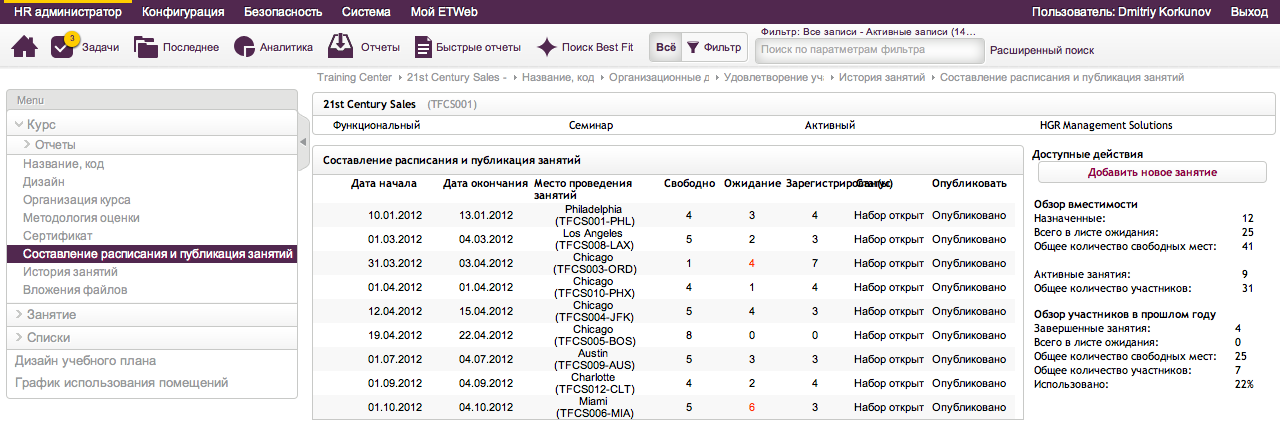 HR администратор Конфигурация Безопасность Система Мой ETWeb Пользователь: Dmitriy Korkunov Выход
3 Задачи Последнее Аналитика Отчеты Быстрые отчеты Поиск Best Fit Всё Фильтр
Фильтр: Все записи - Активные записи (14...
Поиск по паратметрам фильтра
Расширенный поиск
Training Center 21st Century Sales - Название, код Организационные д Удовлетворение уч История занятий Составление расписания и публикация занятий
Menu
Курс
Отчеты
Название, код
Дизайн
Организация курса
Методология оценки
Сертификат
Составление расписания и публикация занятий
История занятий
Вложения файлов
Занятие
Списки
Дизайн учебного плана
График использования помещений
21st Century Sales (TFCS001)
Функциональный Семинар Активный HGR Management Solutions
Составление расписания и публикация занятий
Дата начала Дата окончания Место проведения занятий Свободно Ожидание Зарегистрировано(ы) Статус Опубликовать
10.01.2012 13.01.2012 Philadelphia (TFCS001-PHL) 4 3 4 Набор открыт Опубликовано
01.03.2012 04.03.2012 Los Angeles (TFCS008-LAX) 5 2 3 Набор открыт Опубликовано
31.03.2012 03.04.2012 Chicago (TFCS003-ORD) 1 4 7 Набор открыт Опубликовано
01.04.2012 01.04.2012 Chicago (TFCS010-PHX) 4 1 4 Набор открыт Опубликовано
12.04.2012 15.04.2012 Chicago (TFCS004-JFK) 5 4 3 Набор открыт Опубликовано
19.04.2012 22.04.2012 Chicago (TFCS005-BOS) 8 0 0 Набор открыт Опубликовано
01.07.2012 04.07.2012 Austin (TFCS009-AUS) 5 3 3 Набор открыт Опубликовано
01.09.2012 04.09.2012 Charlotte (TFCS012-CLT) 4 2 4 Набор открыт Опубликовано
01.10.2012 04.10.2012 Miami (TFCS006-MIA) 5 6 3 Набор открыт Опубликовано
Доступные действия
Добавить новое занятие
Обзор вместимости
Назначенные: 12
Всего в листе ожидания: 25
Общее количество свободных мест: 41
Активные занятия: 9
Общее количество участников: 31
Обзор участников в прошлом году
Завершенные занятия: 4
Всего в листе ожидания: 0
Общее количество свободных мест: 25
Общее количество участников: 7
Использовано: 22%